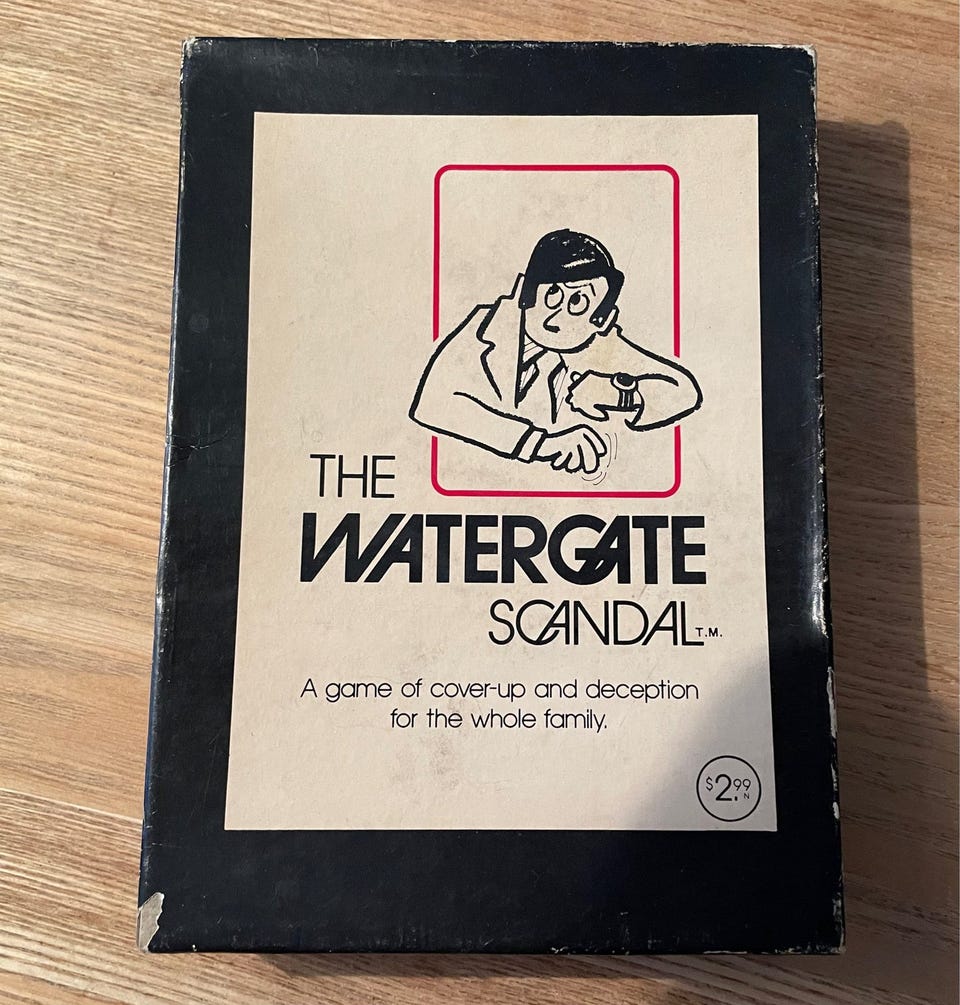 THE
WATERGATE
SCANDAL T.M.
A game of cover-up and deception
for the whole family.
$2.99
N